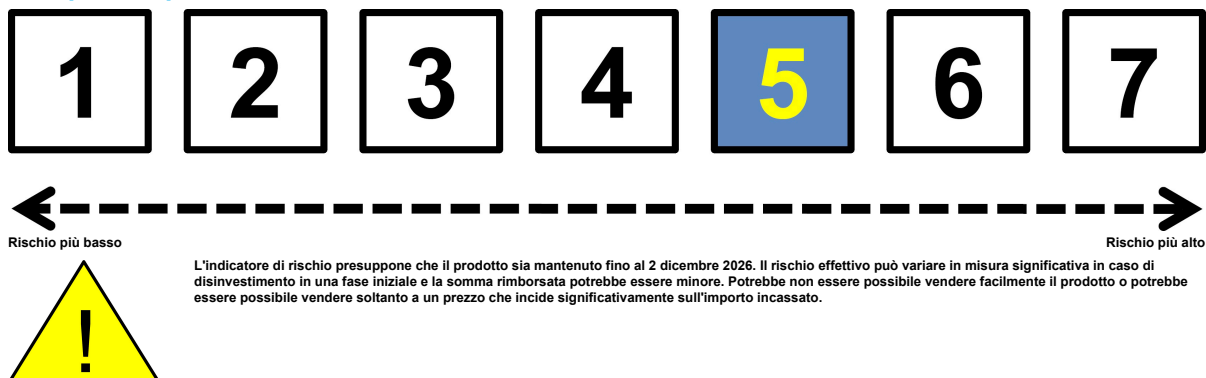 1 2 3 4 5 6 7
Rischio più basso Rischio più alto
L'indicatore di rischio presuppone che il prodotto sia mantenuto fino al 2 dicembre 2026. Il rischio effettivo può variare in misura significativa in caso di
disinvestimento in una fase iniziale e la somma rimborsata potrebbe essere minore. Potrebbe non essere possibile vendere facilmente il prodotto o potrebbe
essere possibile vendere soltanto a un prezzo che incide significativamente sull'importo incassato.
!